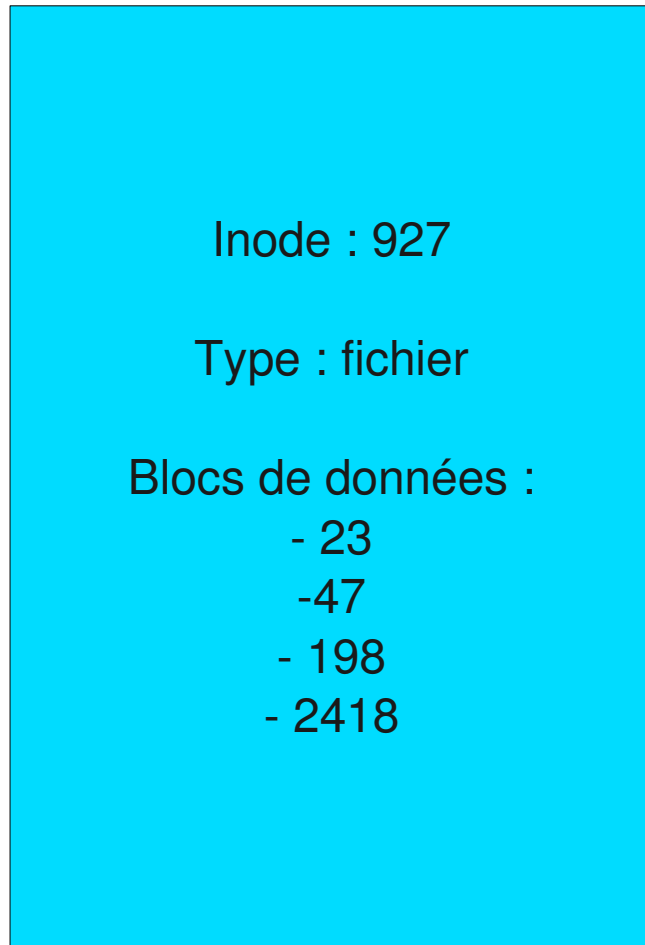 Inode : 927
Type : fichier
Blocs de données :
- 23
-47
- 198
- 2418